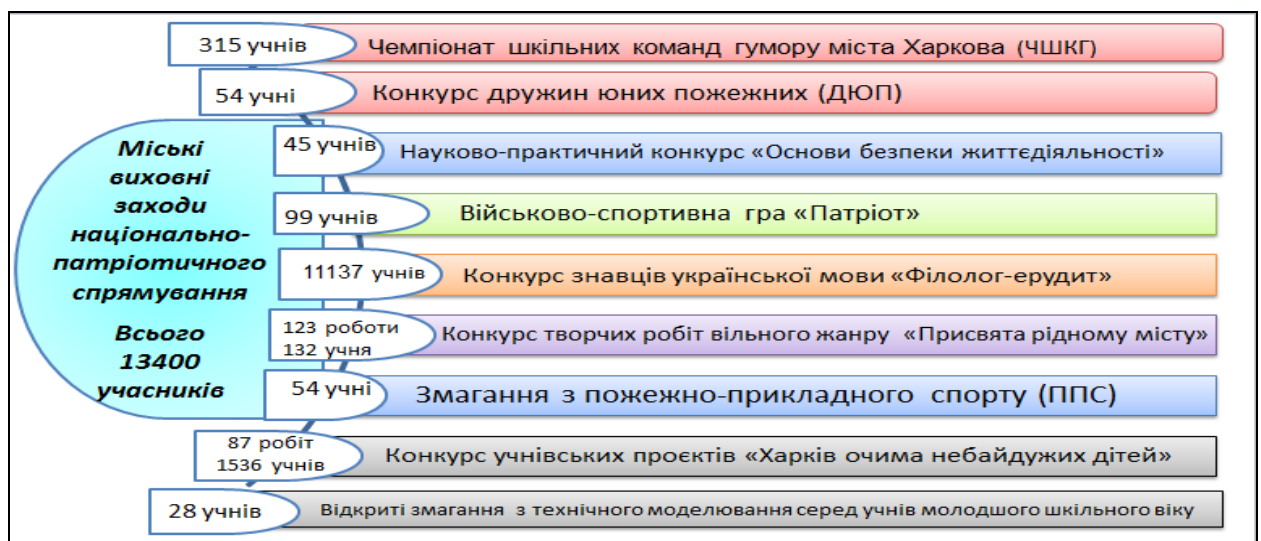 315 учнів
Чемпіонат шкільних команд гумору міста Харкова (ЧШКГ)
54 учні
Конкурс дружин юних пожежних (ДЮП)
Міські
виховні
заходи
національно-
патріотичного
спрямування
Всього
13400
учасників
45 учнів
Науково-практичний конкурс «Основи безпеки життєдіяльності»
99 учнів
Військово-спортивна гра «Патріот»
11137 учнів
Конкурс знавців української мови «Філолог-ерудит»
123 роботи
132 учня
Конкурс творчих робіт вільного жанру «Присвята рідному місту»
54 учні
Змагання з пожежно-прикладного спорту (ППС)
87 робіт
1536 учнів
Конкурс учнівських проєктів «Харків очима небайдужих дітей»
28 учнів
Відкриті змагання з технічного моделювання серед учнів молодшого шкільного віку